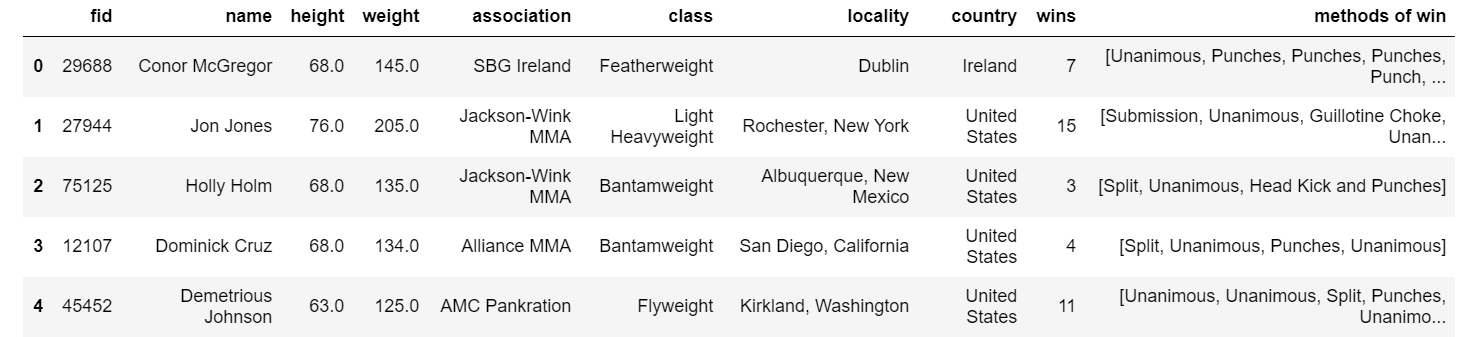 fid name height weight association class locality country wins methods of win
0 29688 Conor McGregor 68.0 145.0 SBG Ireland Featherweight Dublin Ireland 7 [Unanimous, Punches, Punches, Punches,
Punch, ...
1 27944 Jon Jones 76.0 205.0 Jackson-Wink
MMA Light
Heavyweight Rochester, New York United
States 15 [Submission, Unanimous, Guillotine Choke,
Unan...
2 75125 Holly Holm 68.0 135.0 Jackson-Wink
MMA Bantamweight Albuquerque, New
Mexico United
States 3 [Split, Unanimous, Head Kick and Punches]
3 12107 Dominick Cruz 68.0 134.0 Alliance MMA Bantamweight San Diego, California United
States 4 [Split, Unanimous, Punches, Unanimous]
4 45452 Demetrious
Johnson 63.0 125.0 AMC Pankration Flyweight Kirkland, Washington United
States 11 [Unanimous, Unanimous, Split, Punches,
Unanimo...